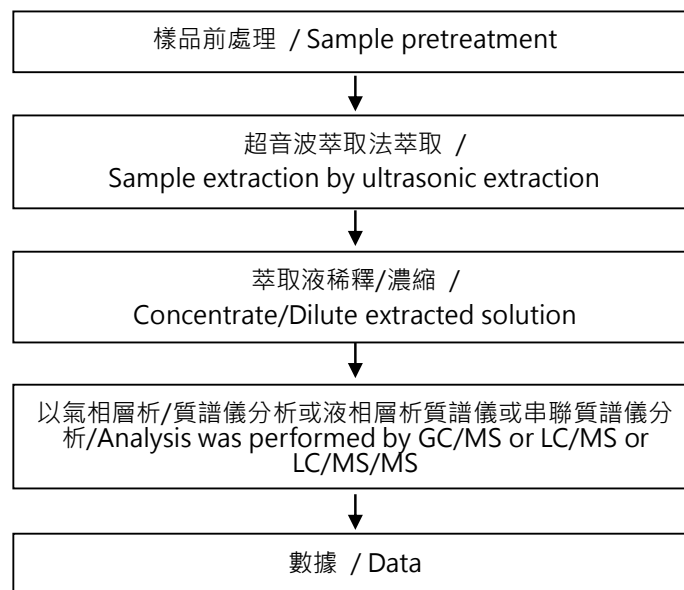 樣品前處理 / Sample pretreatment
超音波萃取法萃取 /
Sample extraction by ultrasonic extraction
萃取液稀釋/濃縮 /
Concentrate/Dilute extracted solution
以氣相層析/質譜儀分析或液相層析質譜儀或串聯質譜儀分
析/Analysis was performed by GC/MS or LC/MS or
LC/MS/MS
數據 / Data